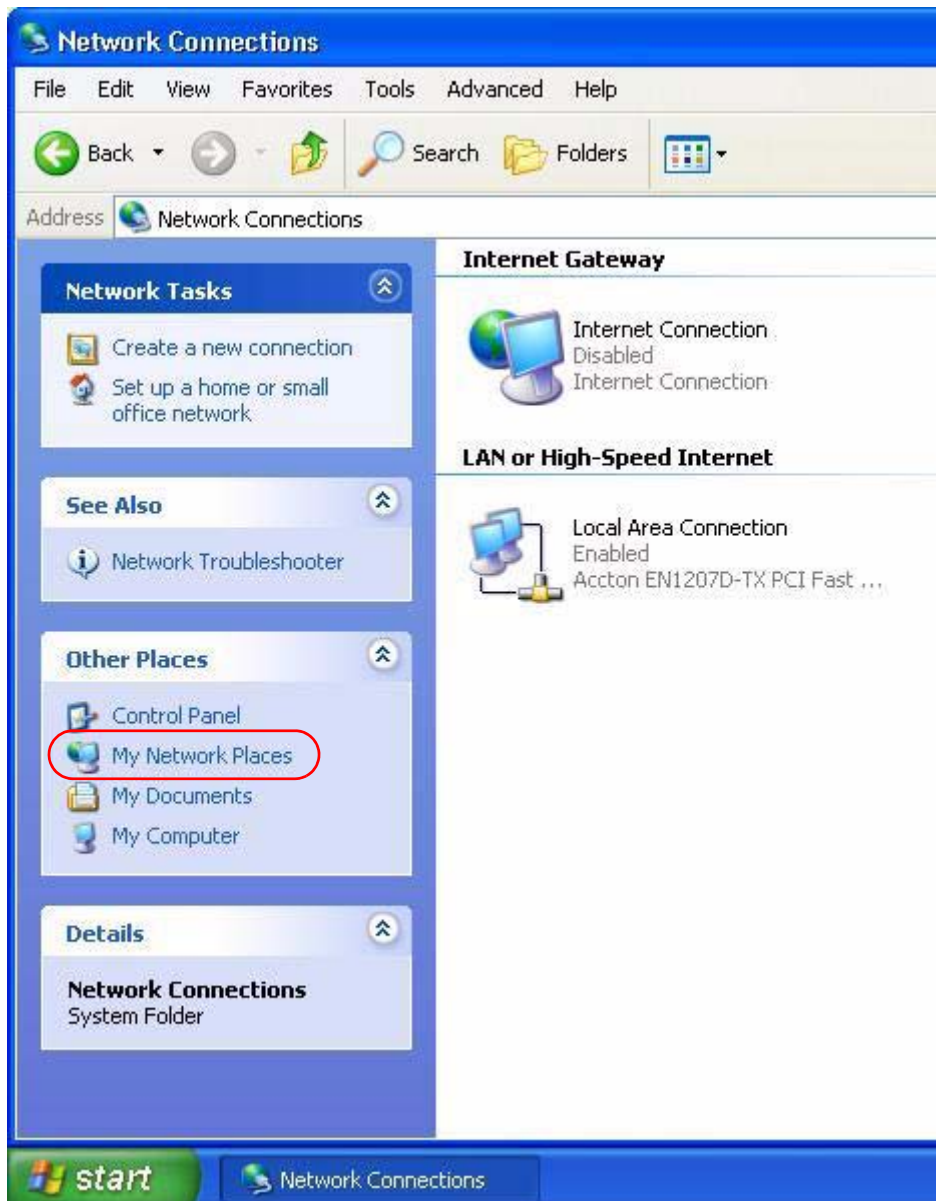 Network Connections
File Edit View Favorites Tools Advanced Help
Back Search Folders
Address Network Connections
Network Tasks
Create a new connection
Set up a home or small
office network
See Also
Network Troubleshooter
Other Places
Control Panel
My Network Places
My Documents
My Computer
Details
Network Connections
System Folder
Internet Gateway
Internet Connection
Disabled
Internet Connection
LAN or High-Speed Internet
Local Area Connection
Enabled
Accton EN1207D-TX PCI Fast ...
start Network Connections